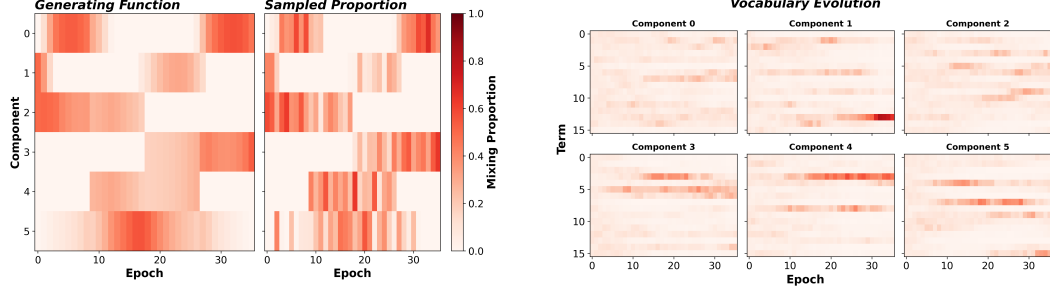 Generating Function
Sampled Proportion
Vocabulary Evolution
Component 0
Component 1
Component 2
Component 3
Component 4
Component 5
Component
0
1
2
3
4
5
0
10
20
30
Epoch
0
10
20
30
Epoch
1.0
0.8
0.6
0.4
0.2
0.0
Mixing Proportion
Term
0
5
10
15
0
5
10
15
0
10
20
30
0
10
20
30
0
10
20
30
Epoch